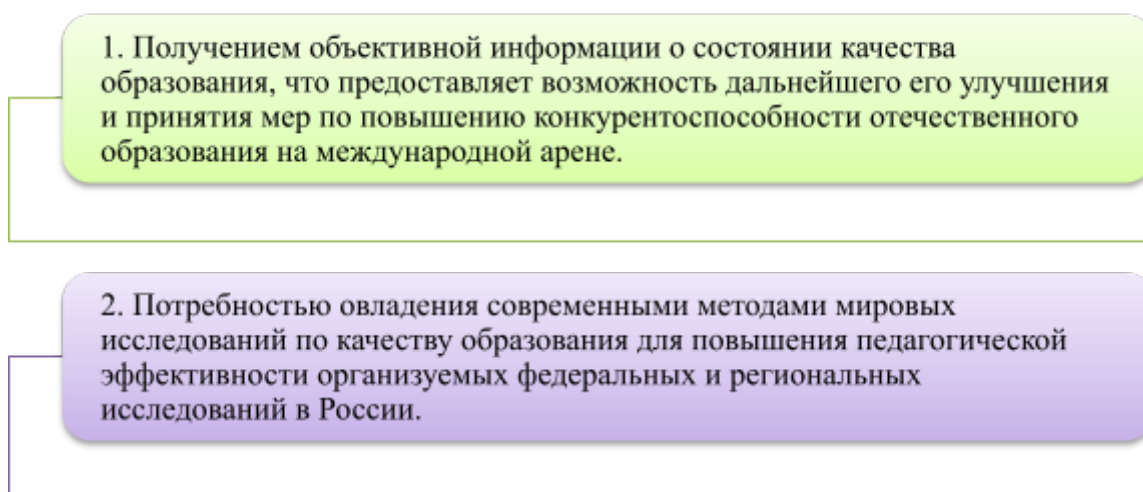 1. Получением объективной информации о состоянии качества
образования, что предоставляет возможность дальнейшего его улучшения
и принятия мер по повышению конкурентоспособности отечественного
образования на международной арене.
2. Потребностью овладения современными методами мировых
исследований по качеству образования для повышения педагогической
эффективности организуемых федеральных и региональных
исследований в России.